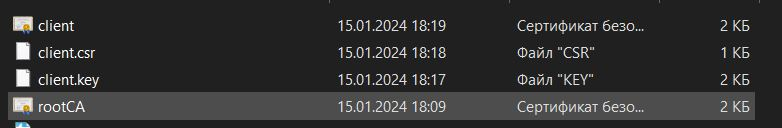 client 15.01.2024 18:19 Сертификат безо... 2 КБ
client.csr 15.01.2024 18:18 Файл "CSR" 1 КБ
client.key 15.01.2024 18:17 Файл "KEY" 2 КБ
rootCA 15.01.2024 18:09 Сертификат безо... 2 КБ